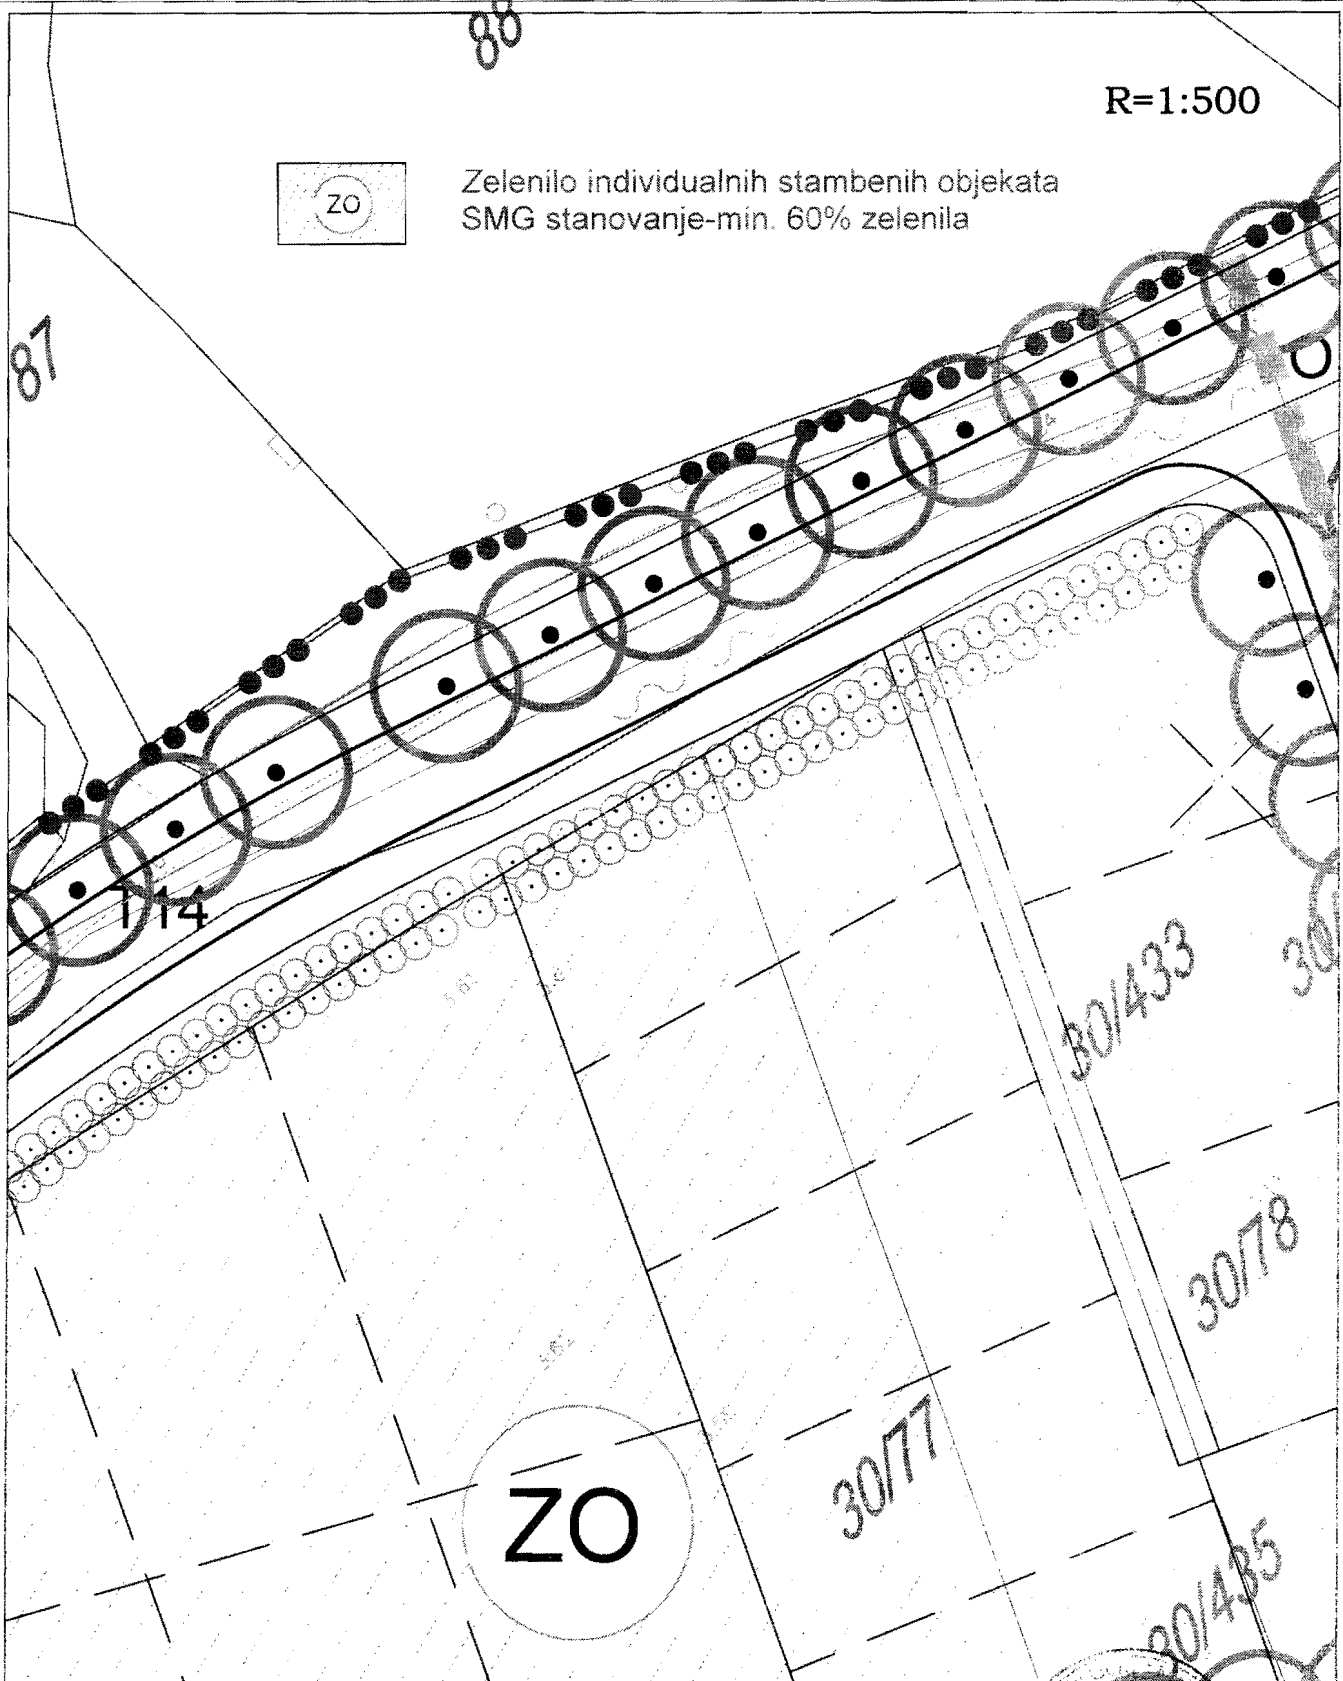 88
R=1:500
ZO
Zelenilo individualnih stambenih objekata
SMG stanovanje-min. 60% zelenila
87
114
30/433
30/78
30/77
ZO
30/435